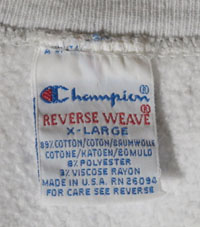 Champion®
REVERSE WEAVE®
X-LARGE
89% COTTON/COTON/BAUMWOLLE
COTONE/KATOEN/BOMULD
8% POLYESTER
3% VISCOSE RAYON
MADE IN U.S.A. RN 26094
FOR CARE SEE REVERSE